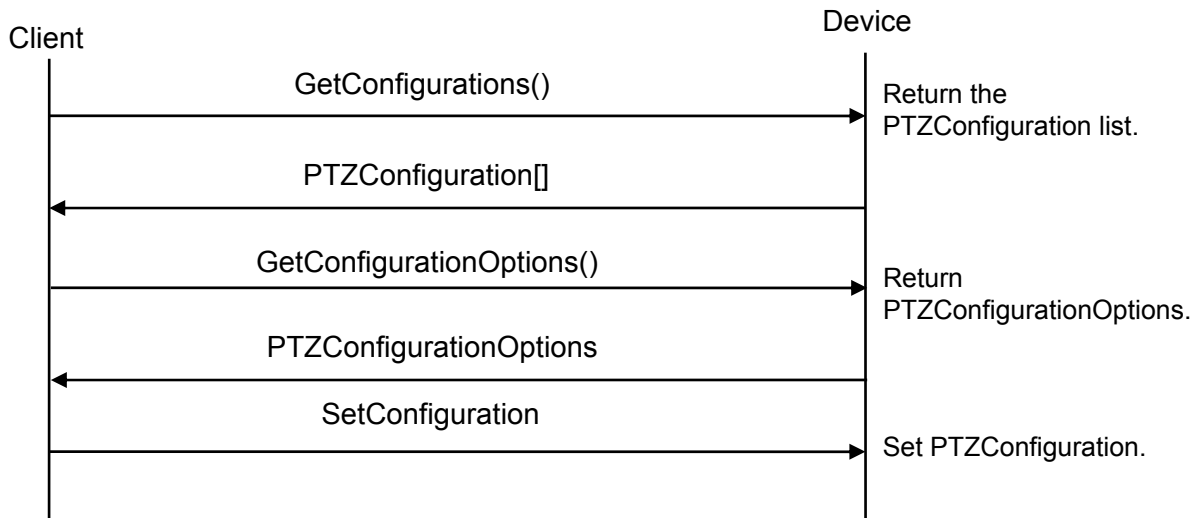 Client
Device
GetConfigurations()
Return the
PTZConfiguration list.
PTZConfiguration[]
GetConfigurationOptions()
Return
PTZConfigurationOptions.
PTZConfigurationOptions
SetConfiguration
Set PTZConfiguration.